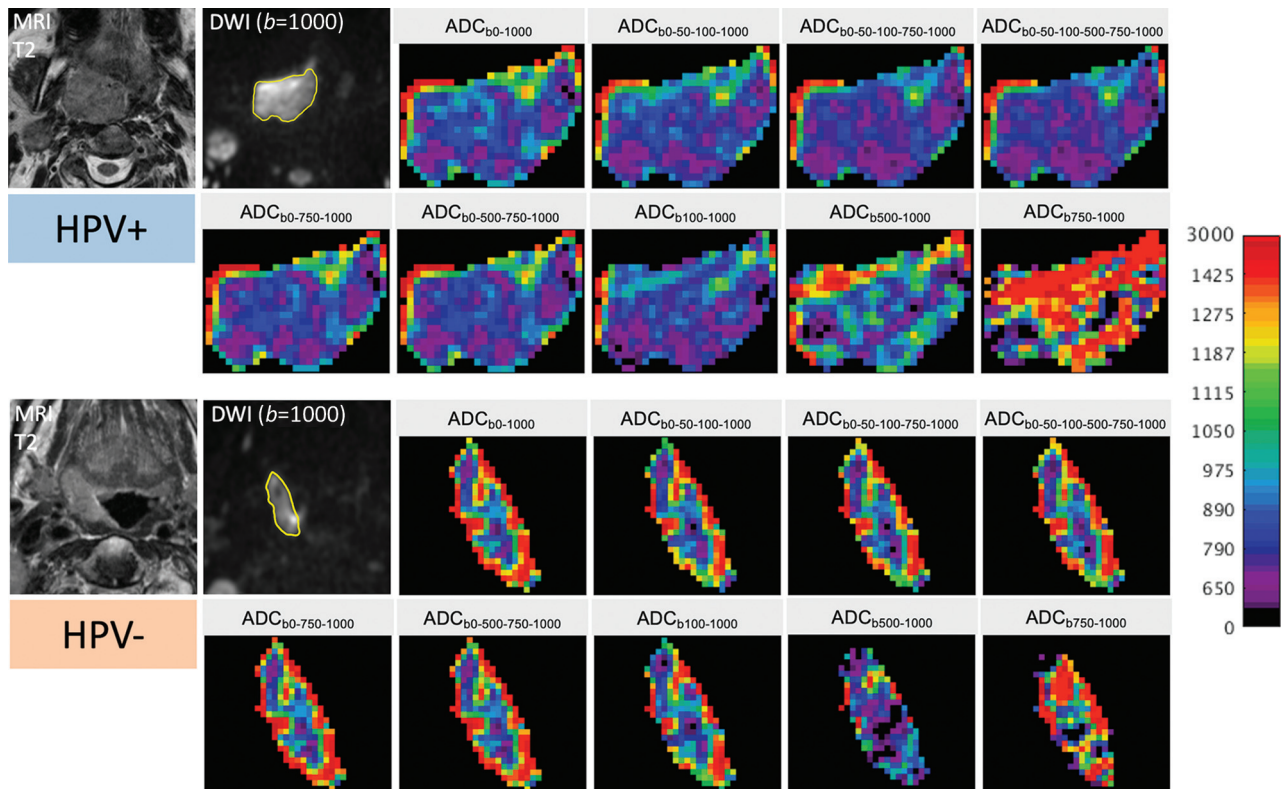 MRI
T2
DWI (b=1000)
ADCb0-1000
ADCb0-50-100-1000
ADCb0-50-100-750-1000
ADCb0-50-100-500-750-1000
HPV+
ADCb0-750-1000
ADCb0-500-750-1000
ADCb100-1000
ADCb500-1000
ADCb750-1000
3000
1425
1275
1187
1115
1050
975
890
790
650
0
MRI
T2
DWI (b=1000)
ADCb0-1000
ADCb0-50-100-1000
ADCb0-50-100-750-1000
ADCb0-50-100-500-750-1000
HPV-
ADCb0-750-1000
ADCb0-500-750-1000
ADCb100-1000
ADCb500-1000
ADCb750-1000